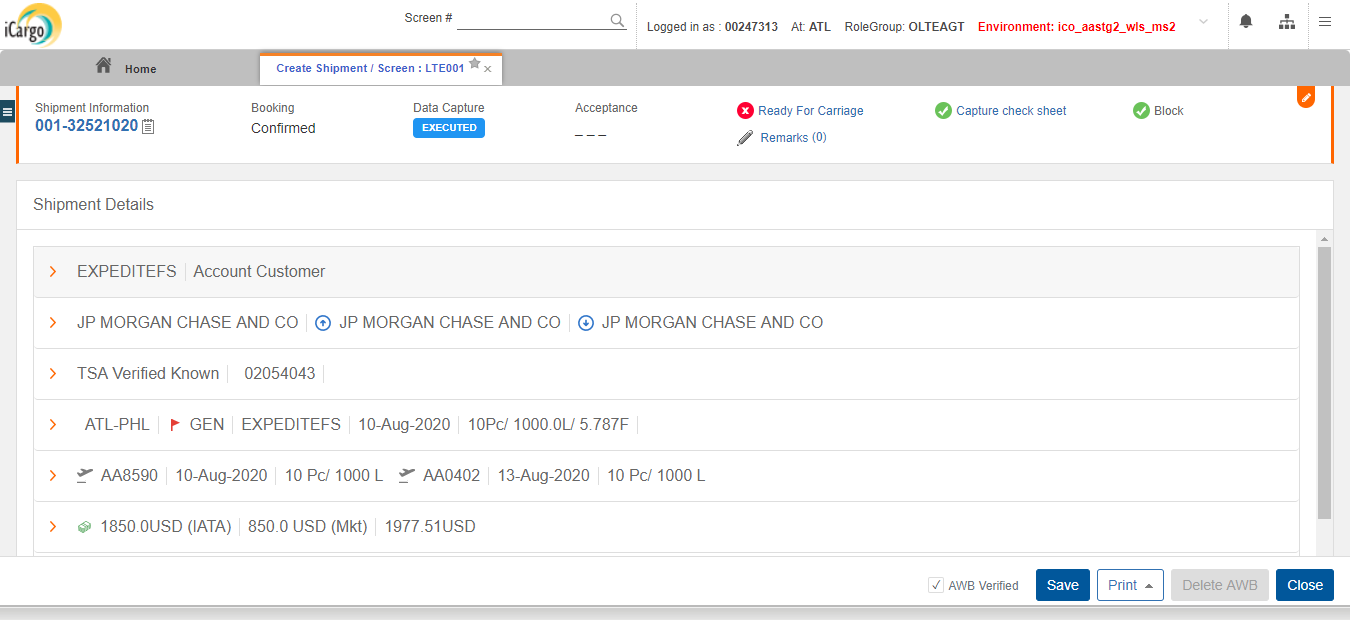 iCargo
Screen #
Logged in as : 00247313 At: ATL RoleGroup: OLTEAGT Environment: ico_aastg2_wls_ms2
Home
Create Shipment / Screen : LTE001
Shipment Information Booking Data Capture Acceptance
001-32521020 Confirmed EXECUTED _ _ _
Ready For Carriage Capture check sheet Block
Remarks (0)
Shipment Details
EXPEDITEFS Account Customer
JP MORGAN CHASE AND CO JP MORGAN CHASE AND CO JP MORGAN CHASE AND CO
TSA Verified Known 02054043
ATL-PHL GEN EXPEDITEFS 10-Aug-2020 10Pc/ 1000.0L/ 5.787F
AA8590 10-Aug-2020 10 Pc/ 1000 L AA0402 13-Aug-2020 10 Pc/ 1000 L
1850.0USD (IATA) 850.0 USD (Mkt) 1977.51USD
AWB Verified Save Print Delete AWB Close